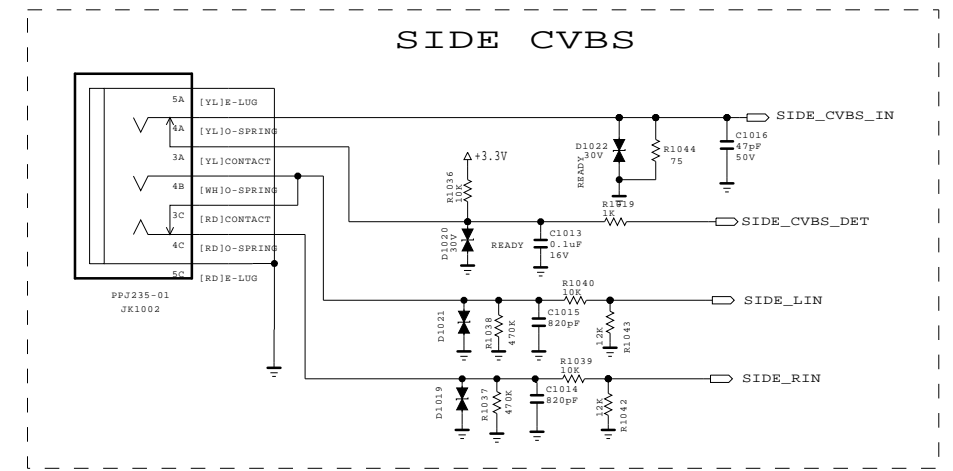 SIDE CVBS
5A [YL]E-LUG
4A [YL]O-SPRING
3A [YL]CONTACT
4B [WH]O-SPRING
3C [RD]CONTACT
4C [RD]O-SPRING
5C [RD]E-LUG
PPJ235-01
JK1002
SIDE_CVBS_IN
D1022
30V
READY
R1044
75
C1016
47pF
50V
+3.3V
R1036
10K
R1019
1K
SIDE_CVBS_DET
D1020
30V
READY
C1013
0.1uF
16V
R1040
10K
SIDE_LIN
D1021
R1038
470K
C1015
820pF
12K
R1043
R1039
10K
SIDE_RIN
D1019
R1037
470K
C1014
820pF
12K
R1042